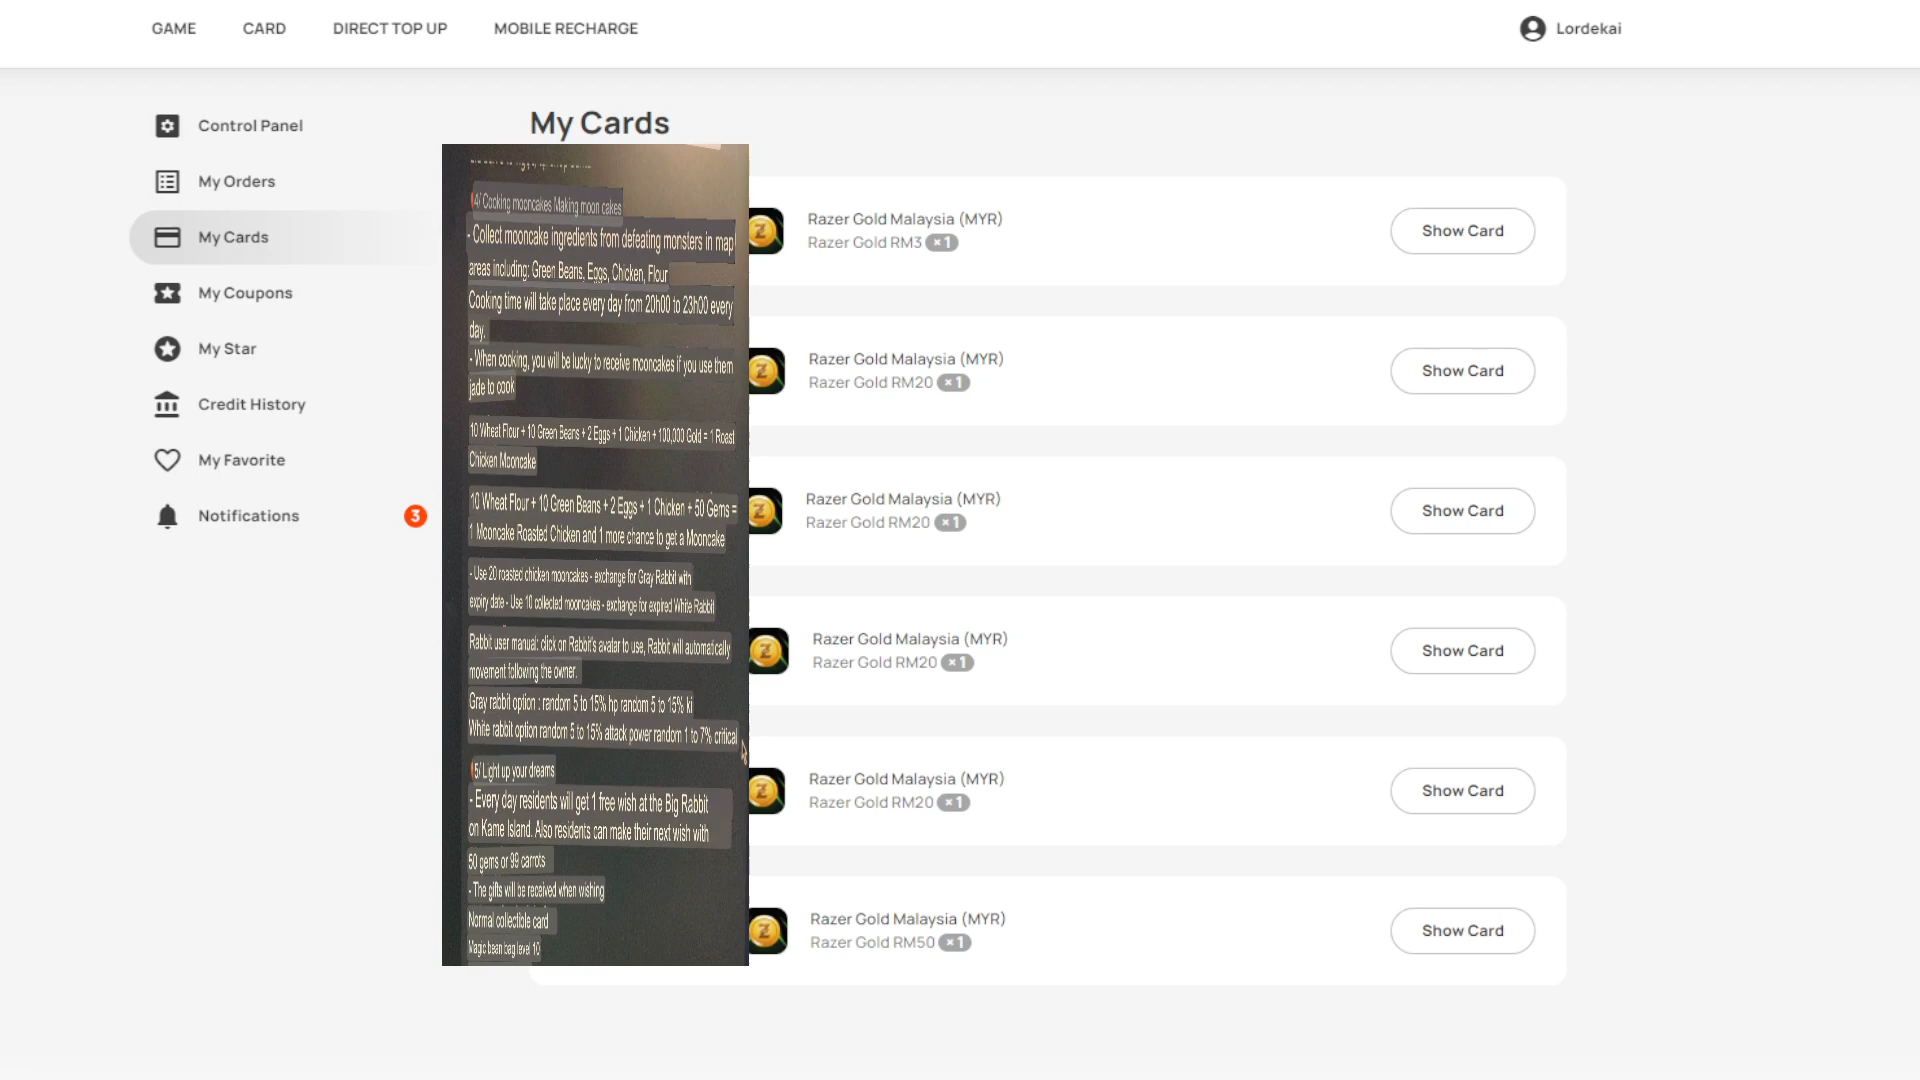 GAME
CARD
DIRECT TOP UP
MOBILE RECHARGE
Lordekai
Control Panel
My Orders
My Cards
My Coupons
My Star
Credit History
My Favorite
Notifications
3
My Cards
4/ Cooking mooncakes Making moon cakes
- Collect mooncake ingredients from defeating monsters in map
areas including: Green Beans, Eggs, Chicken, Flour
Cooking time will take place every day from 20h00 to 23h00 every
day.
- When cooking, you will be lucky to receive mooncakes if you use them
jade to cook
10 Wheat Flour + 10 Green Beans + 2 Eggs + 1 Chicken + 100,000 Gold = 1 Roast
Chicken Mooncake
10 Wheat Flour + 10 Green Beans + 2 Eggs + 1 Chicken + 50 Gems =
1 Mooncake Roasted Chicken and 1 more chance to get a Mooncake
- Use 20 roasted chicken mooncakes - exchange for Gray Rabbit with
expiry date - Use 10 collected mooncakes - exchange for expired White Rabbit
Rabbit user manual: click on Rabbit's avatar to use, Rabbit will automatically
movement following the owner.
Gray rabbit option : random 5 to 15% hp random 5 to 15% ki
White rabbit option random 5 to 15% attack power random 1 to 7% critical
5/ Light up your dreams
- Every day residents will get 1 free wish at the Big Rabbit
on Kame Island. Also residents can make their next wish with
50 gems or 99 carrots
- The gifts will be received when wishing
Normal collectible card
Magic bean bag level 10
Razer Gold Malaysia (MYR)
Razer Gold RM3 × 1
Show Card
Razer Gold Malaysia (MYR)
Razer Gold RM20 × 1
Show Card
Razer Gold Malaysia (MYR)
Razer Gold RM20 × 1
Show Card
Razer Gold Malaysia (MYR)
Razer Gold RM20 × 1
Show Card
Razer Gold Malaysia (MYR)
Razer Gold RM20 × 1
Show Card
Razer Gold Malaysia (MYR)
Razer Gold RM50 × 1
Show Card